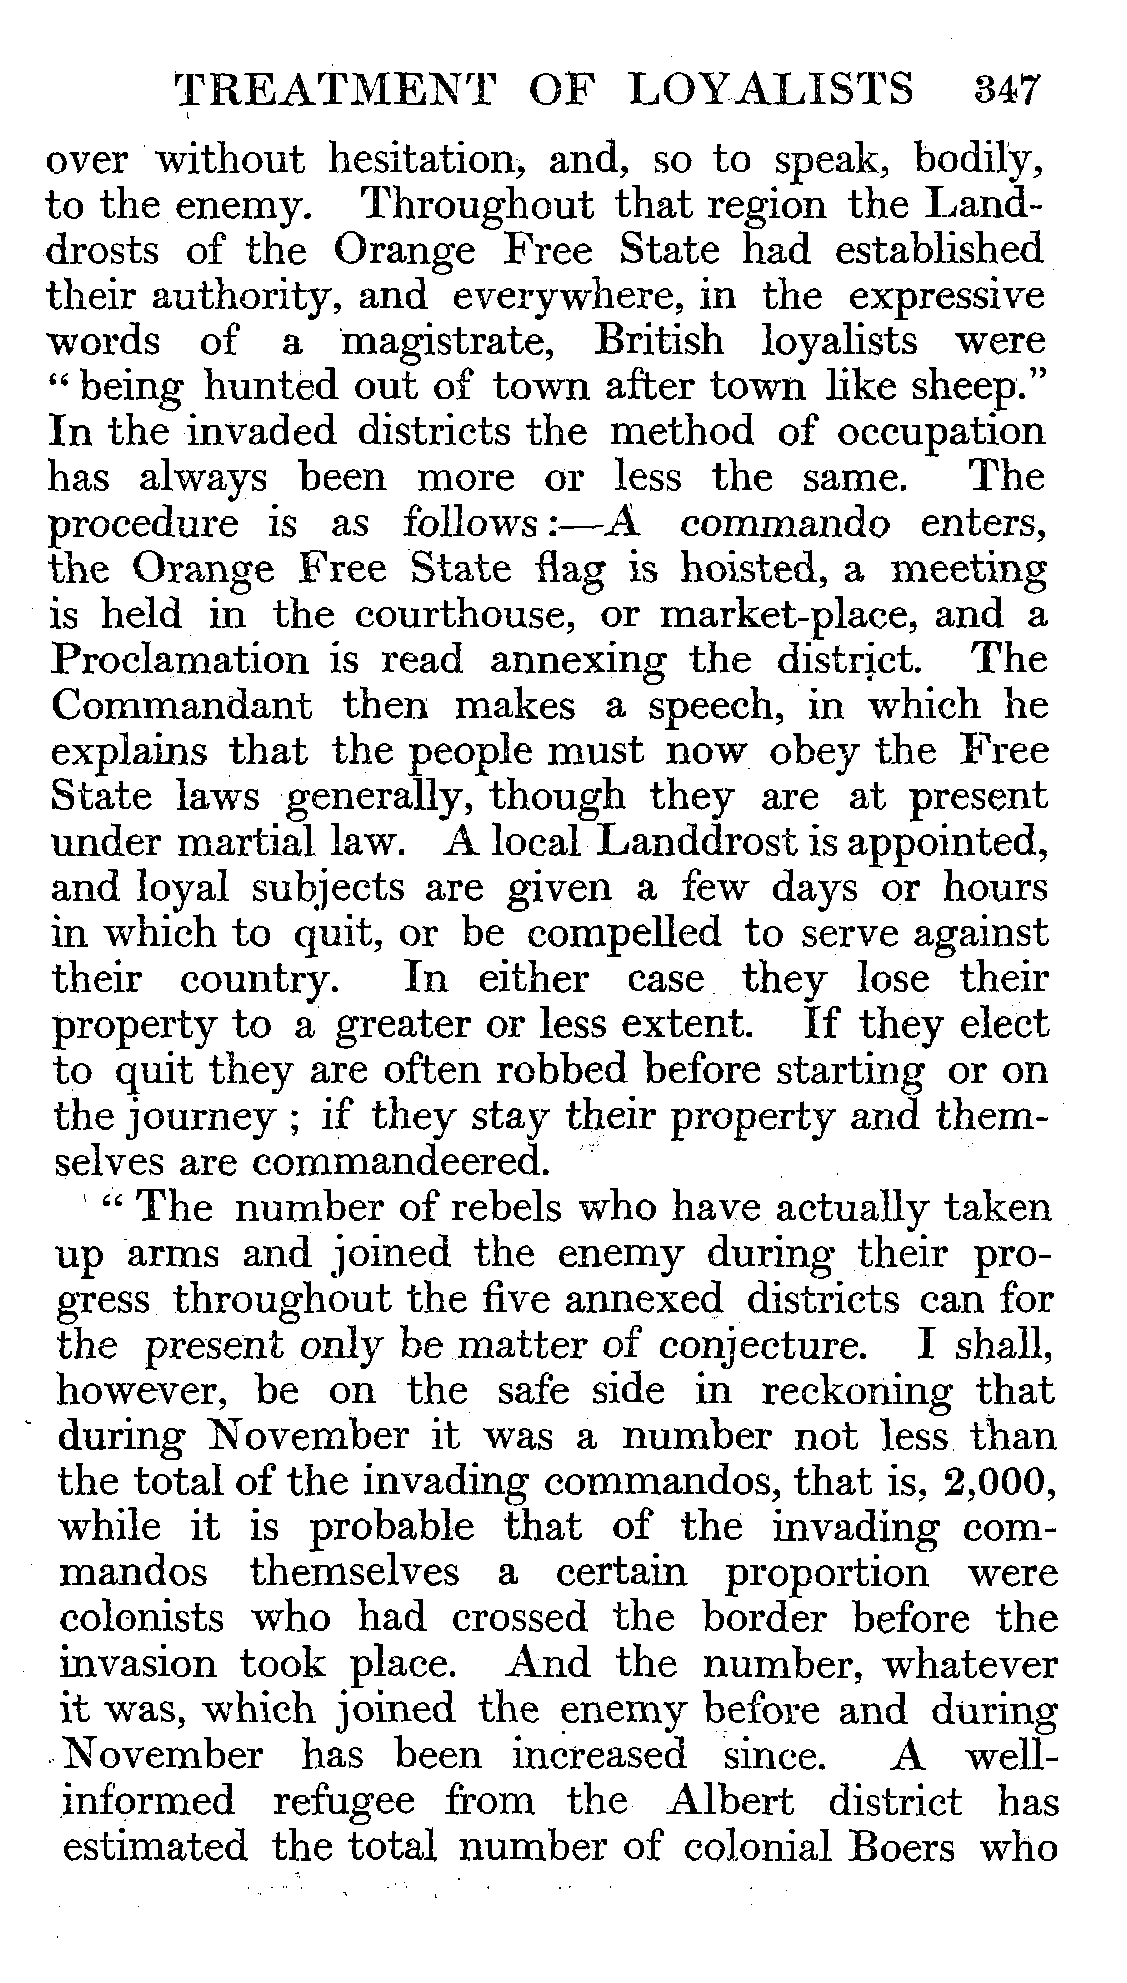 TREATMENT OF LOYALISTS 347
over without hesitation, and, so to speak, bodily,
to the enemy. Throughout that region the Land-
drosts of the Orange Free State had established
their authority, and everywhere, in the expressive
words of a magistrate, British loyalists were
“being hunted out of town after town like sheep.”
In the invaded districts the method of occupation
has always been more or less the same. The
procedure is as follows:—A commando enters,
the Orange Free State flag is hoisted, a meeting
is held in the courthouse, or market-place, and a
Proclamation is read annexing the district. The
Commandant then makes a speech, in which he
explains that the people must now obey the Free
State laws generally, though they are at present
under martial law. A local Landdrost is appointed,
and loyal subjects are given a few days or hours
in which to quit, or be compelled to serve against
their country. In either case they lose their
property to a greater or less extent. If they elect
to quit they are often robbed before starting or on
the journey; if they stay their property and them-
selves are commandeered.
“The number of rebels who have actually taken
up arms and joined the enemy during their pro-
gress throughout the five annexed districts can for
the present only be matter of conjecture. I shall,
however, be on the safe side in reckoning that
during November it was a number not less than
the total of the invading commandos, that is, 2,000,
while it is probable that of the invading com-
mandos themselves a certain proportion were
colonists who had crossed the border before the
invasion took place. And the number, whatever
it was, which joined the enemy before and during
November has been increased since. A well-
informed refugee from the Albert district has
estimated the total number of colonial Boers who